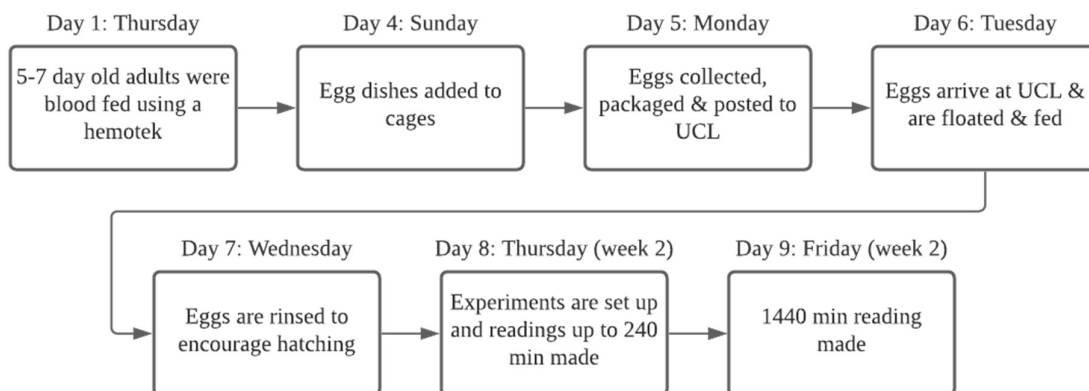 Day 1: Thursday
5-7 day old adults were
blood fed using a
hemotek
Day 4: Sunday
Egg dishes added to
cages
Day 5: Monday
Eggs collected,
packaged & posted to
UCL
Day 6: Tuesday
Eggs arrive at UCL &
are floated & fed
Day 7: Wednesday
Eggs are rinsed to
encourage hatching
Day 8: Thursday (week 2)
Experiments are set up
and readings up to 240
min made
Day 9: Friday (week 2)
1440 min reading
made